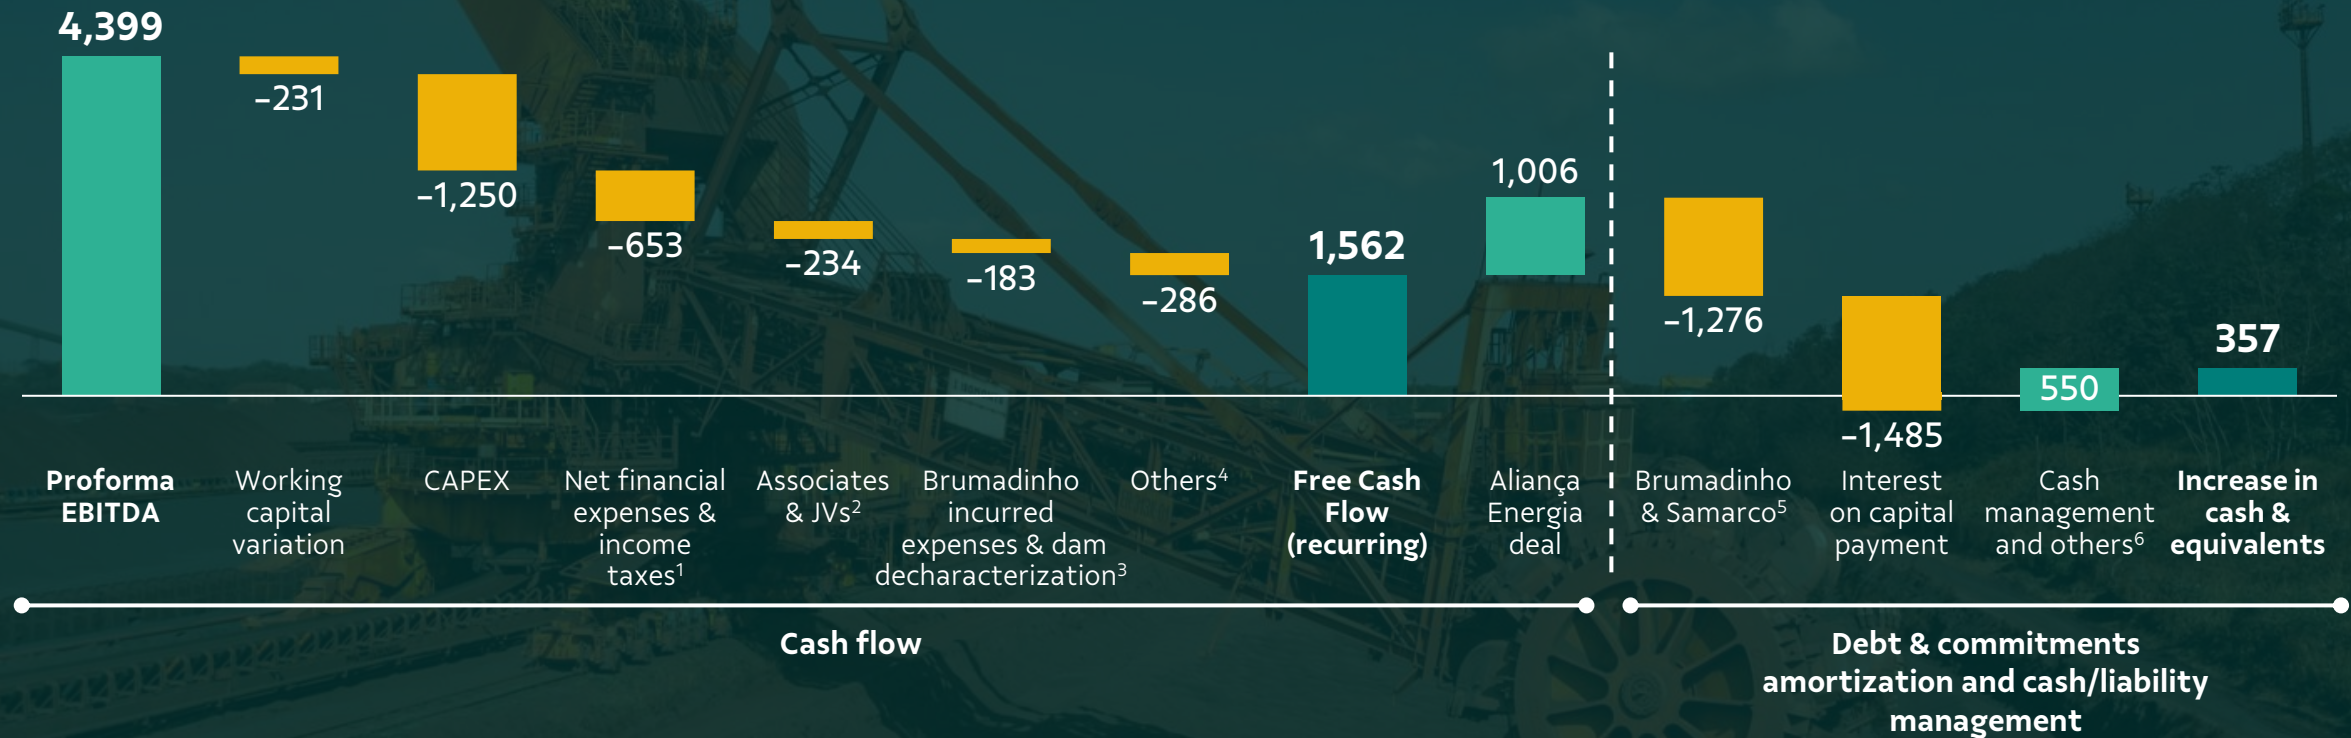 4,399
-231
-1,250
-653
-234
-183
-286
1,562
1,006
-1,276
-1,485
550
357
Proforma
EBITDA
Working
capital
variation
CAPEX
Net financial
expenses &
income
taxes¹
Associates
& JVs²
Brumadinho
incurred
expenses & dam
decharacterization³
Others⁴
Free Cash
Flow
(recurring)
Aliança
Energia
deal
Brumadinho
& Samarco⁵
Interest
on capital
payment
Cash
management
and others⁶
Increase in
cash &
equivalents
Cash flow
Debt & commitments
amortization and cash/liability
management